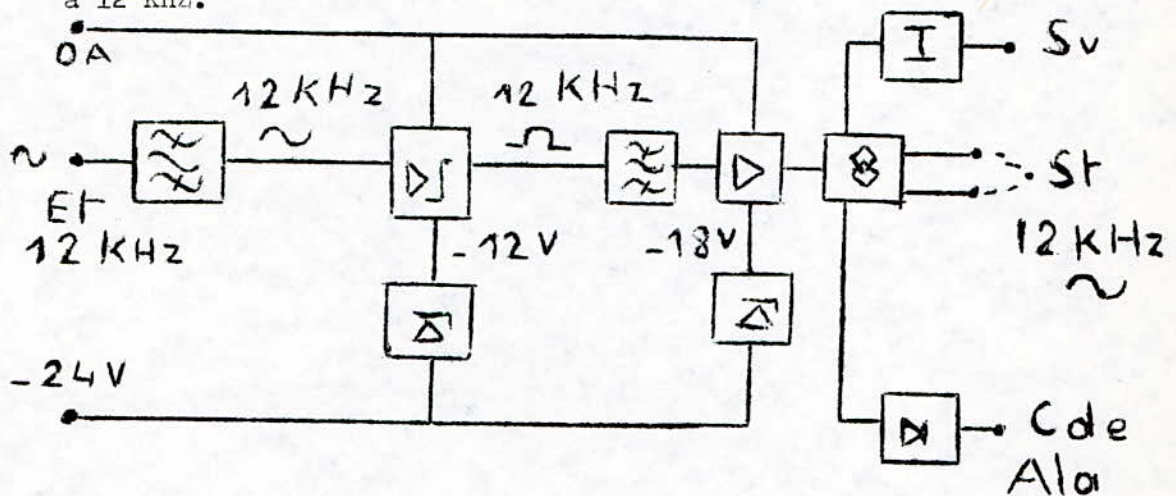 à 12 KHz.
0A
Sv
12 KHz
12 KHz
Et
12 KHz
-12V
-18V
St
12 KHz
-24V
Cde
Ala